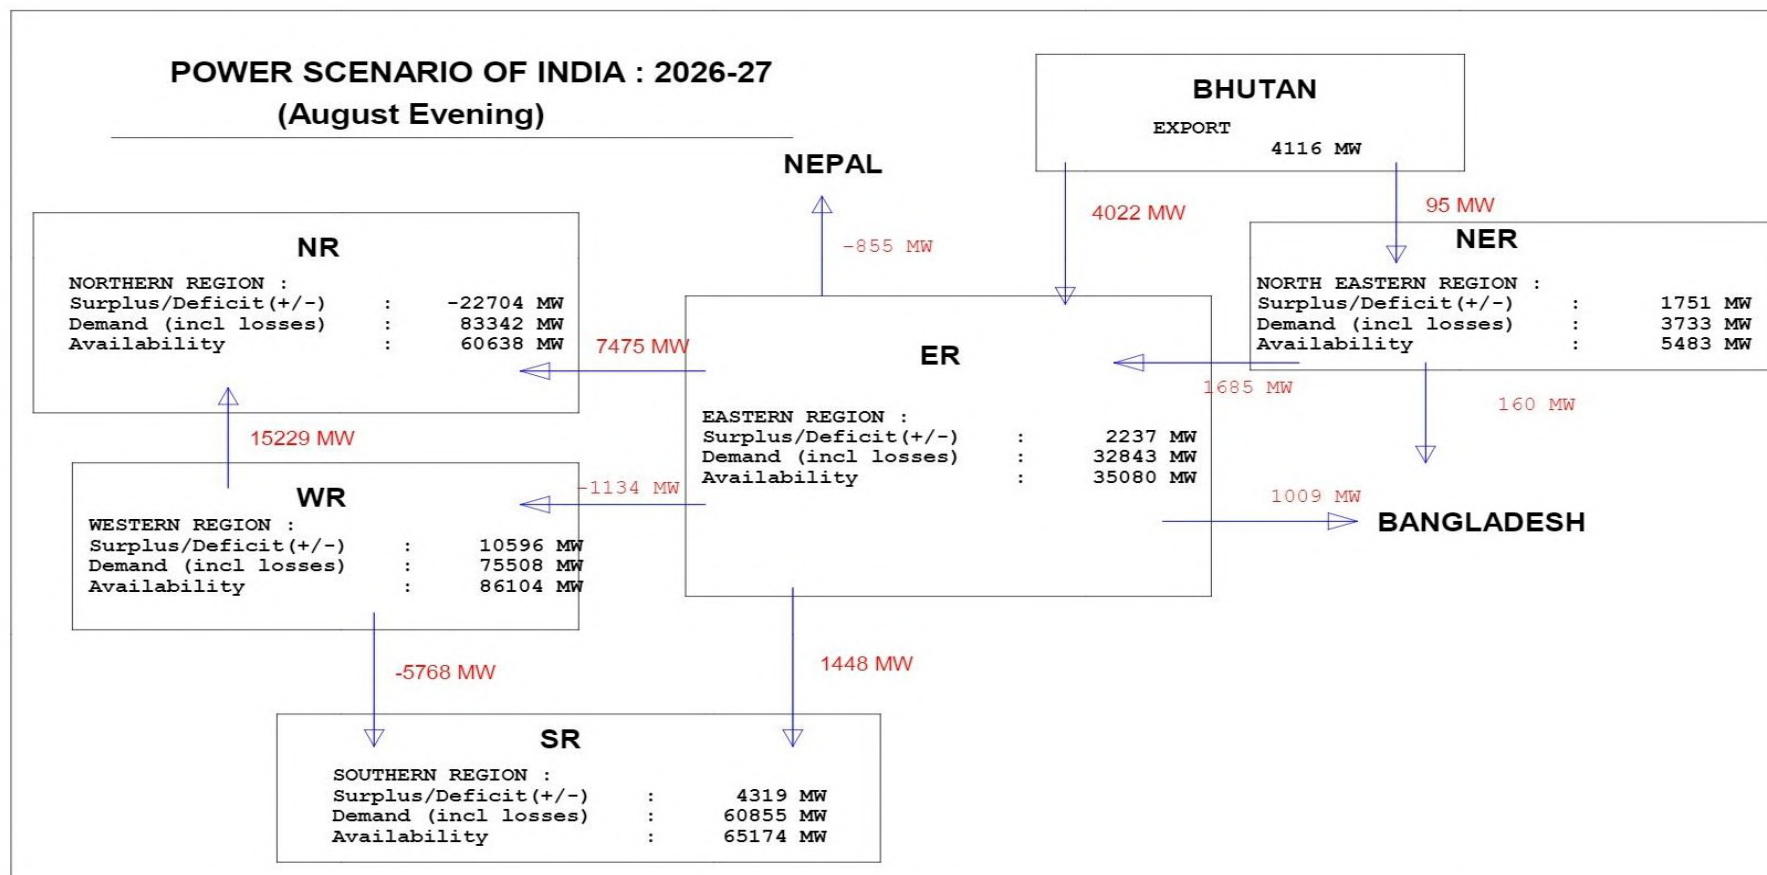 POWER SCENARIO OF INDIA : 2026-27
(August Evening)
BHUTAN
EXPORT
4116 MW
NEPAL
-855 MW
4022 MW
95 MW
NR
NORTHERN REGION :
Surplus/Deficit(+/-) : -22704 MW
Demand (incl losses) : 83342 MW
Availability : 60638 MW
7475 MW
NER
NORTH EASTERN REGION :
Surplus/Deficit(+/-) : 1751 MW
Demand (incl losses) : 3733 MW
Availability : 5483 MW
1685 MW
160 MW
ER
EASTERN REGION :
Surplus/Deficit(+/-) : 2237 MW
Demand (incl losses) : 32843 MW
Availability : 35080 MW
15229 MW
-1134 MW
1009 MW
BANGLADESH
WR
WESTERN REGION :
Surplus/Deficit(+/-) : 10596 MW
Demand (incl losses) : 75508 MW
Availability : 86104 MW
-5768 MW
1448 MW
SR
SOUTHERN REGION :
Surplus/Deficit(+/-) : 4319 MW
Demand (incl losses) : 60855 MW
Availability : 65174 MW